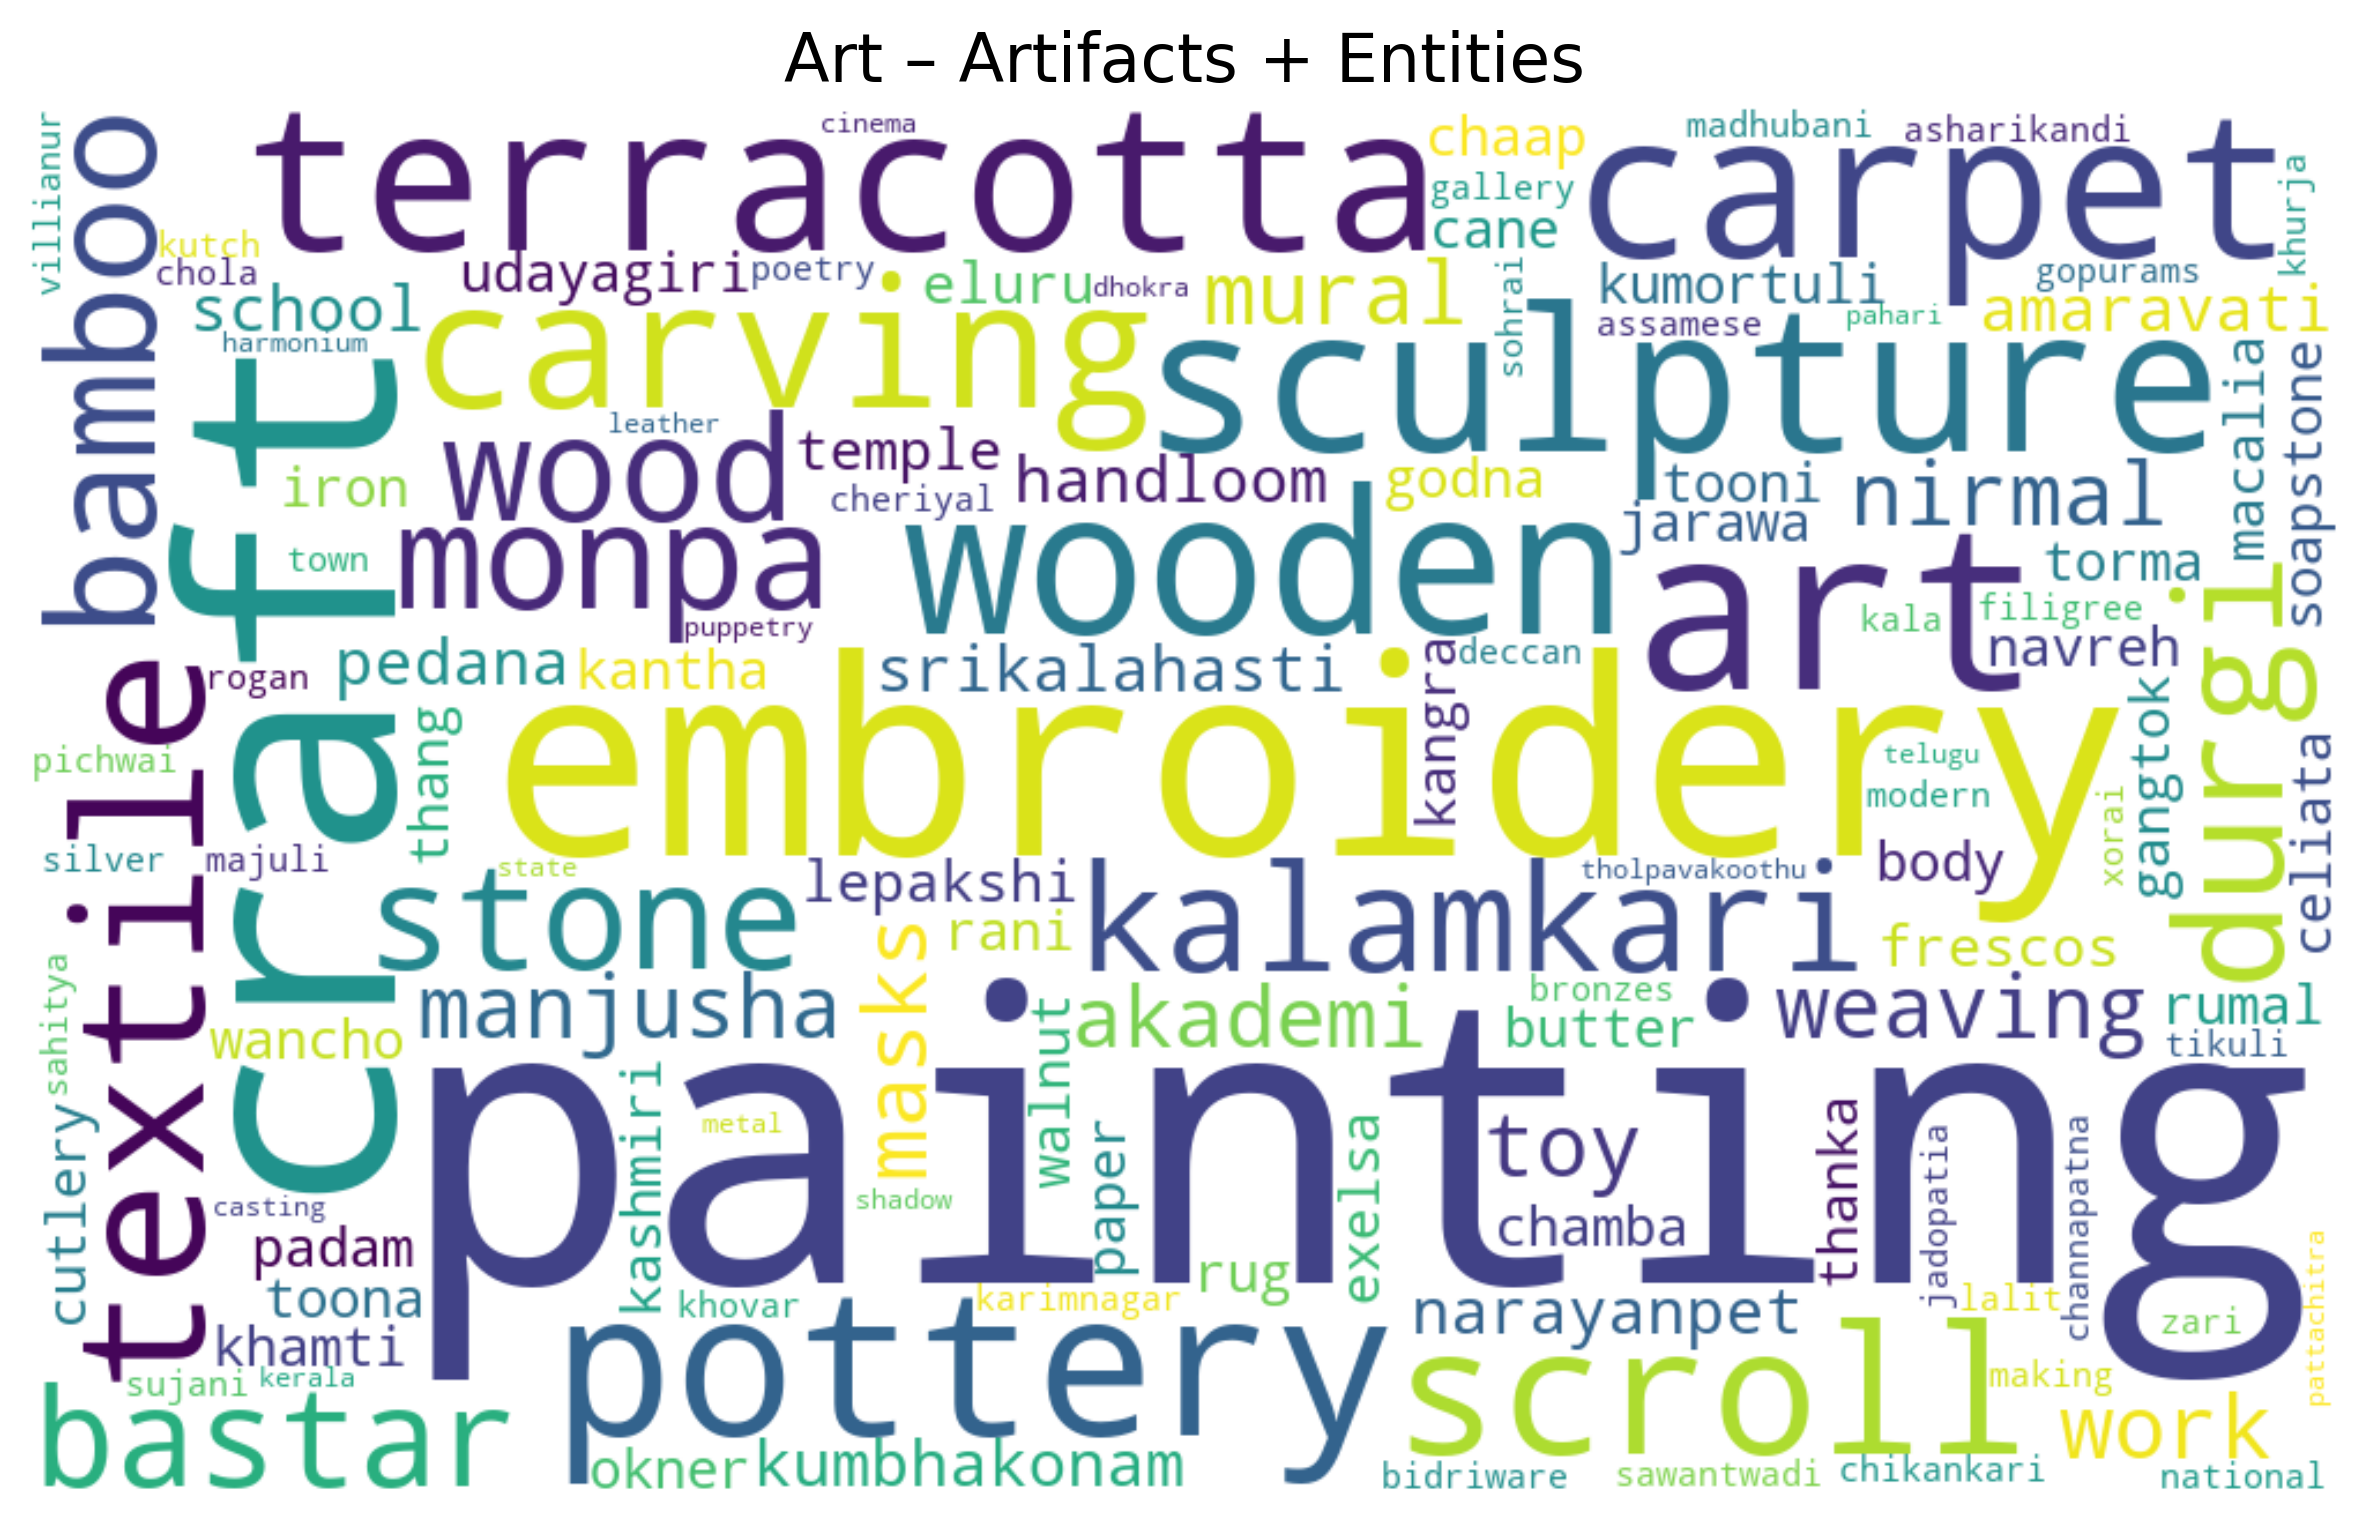 Art – Artifacts + Entities
cinema
terracotta
chaap
madhubani
asharikandi
carpet
villianur
bamboo
gallery
cane
khurja
kutch
chola
udayagiri
poetry
eluru
dhokra
mural
sohrai
kumortuli
gopurams
school
carving
sculpture
assamese
pahari
amaravati
harmonium
craft
leather
wood
temple
handloom
godna
tooni
nirmal
macalia
soapstone
iron
cheriyal
jarawa
town
monpa
wooden
art
torma
puppetry
kala
filigree
durgi
rogan
pedana
kantha
srikalahasti
kangra
deccan
navreh
textile
embroidery
pichwai
thang
telugu
modern
xorai
gangtok
celiata
silver
majuli
state
stone
lepakshi
kalamkari
tholpavakoothu
body
rani
frescos
sahitya
manjusha
masks
walnut
akademi
bronzes
butter
weaving
rumal
wancho
tikuli
painting
cutlery
kashmiri
metal
paper
exelsa
toy
thanka
jadopatia
channapatna
casting
shadow
chamba
padam
rug
toona
khovar
karimnagar
narayanpet
lalit
zari
pattachitra
khamti
pottery
scroll
sujani
kerala
making
bastar
work
okner
kumbhakonam
bidriware
sawantwadi
chikankari
national